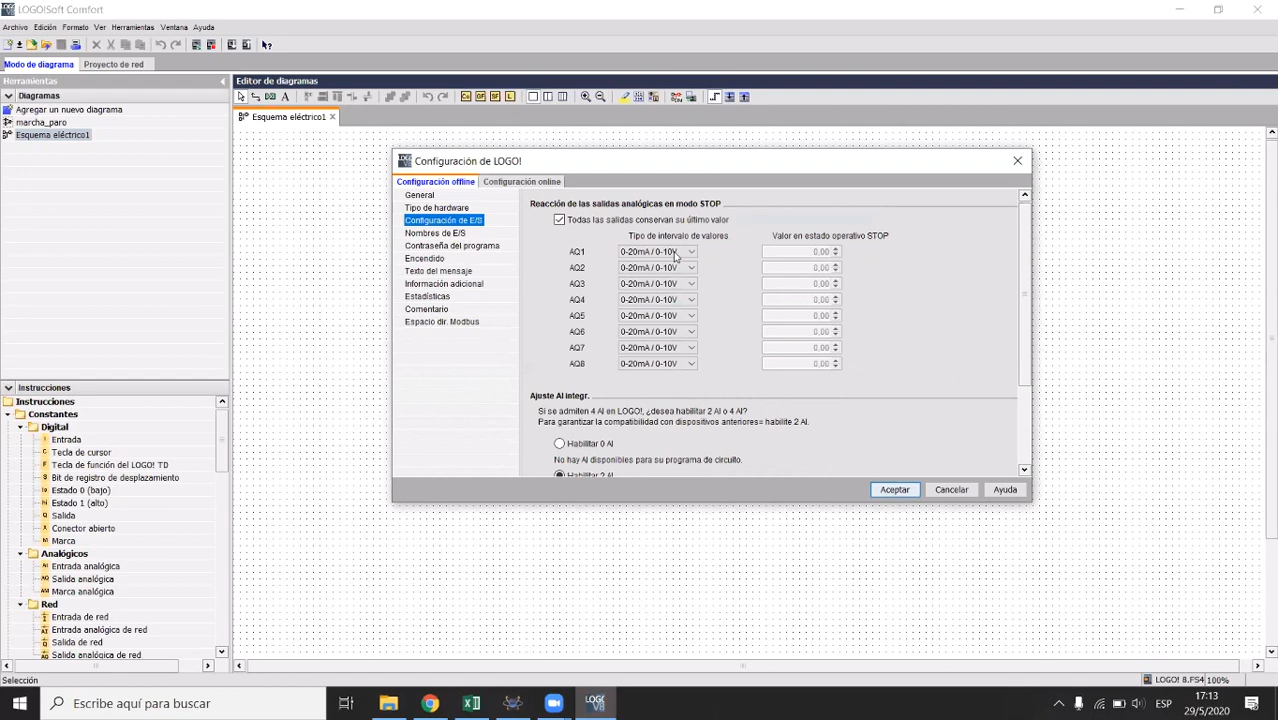 LOGO!Soft Comfort
Archivo Edición Formato Ver Herramientas Ventana Ayuda
Modo de diagrama Proyecto de red
Herramientas
Editor de diagramas
Diagramas
Agregar un nuevo diagrama
marcha_paro
Esquema eléctrico1
Co GF SF L
Esquema eléctrico1
Configuración de LOGO!
Configuración offline Configuración online
General
Tipo de hardware
Configuración de E/S
Nombres de E/S
Contraseña del programa
Encendido
Texto del mensaje
Información adicional
Estadísticas
Comentario
Espacio dir. Modbus
Reacción de las salidas analógicas en modo STOP
Todas las salidas conservan su último valor
Tipo de intervalo de valores Valor en estado operativo STOP
AQ1 0-20mA / 0-10V 0,00
AQ2 0-20mA / 0-10V 0,00
AQ3 0-20mA / 0-10V 0,00
AQ4 0-20mA / 0-10V 0,00
AQ5 0-20mA / 0-10V 0,00
AQ6 0-20mA / 0-10V 0,00
AQ7 0-20mA / 0-10V 0,00
AQ8 0-20mA / 0-10V 0,00
Ajuste AI integr.
Si se admiten 4 AI en LOGO!, ¿desea habilitar 2 AI o 4 AI?
Para garantizar la compatibilidad con dispositivos anteriores= habilite 2 AI.
Habilitar 0 AI
No hay AI disponibles para su programa de circuito.
Habilitar 2 AI
Aceptar Cancelar Ayuda
Instrucciones
Instrucciones
Constantes
Digital
Entrada
Tecla de cursor
Tecla de función del LOGO! TD
Bit de registro de desplazamiento
Estado 0 (bajo)
Estado 1 (alto)
Salida
Conector abierto
Marca
Analógicos
Entrada analógica
Salida analógica
Marca analógica
Red
Entrada de red
Entrada analógica de red
Salida de red
Salida analógica de red
Selección
LOGO! 8.FS4 100%
Escribe aquí para buscar
ESP
17:13
29/5/2020